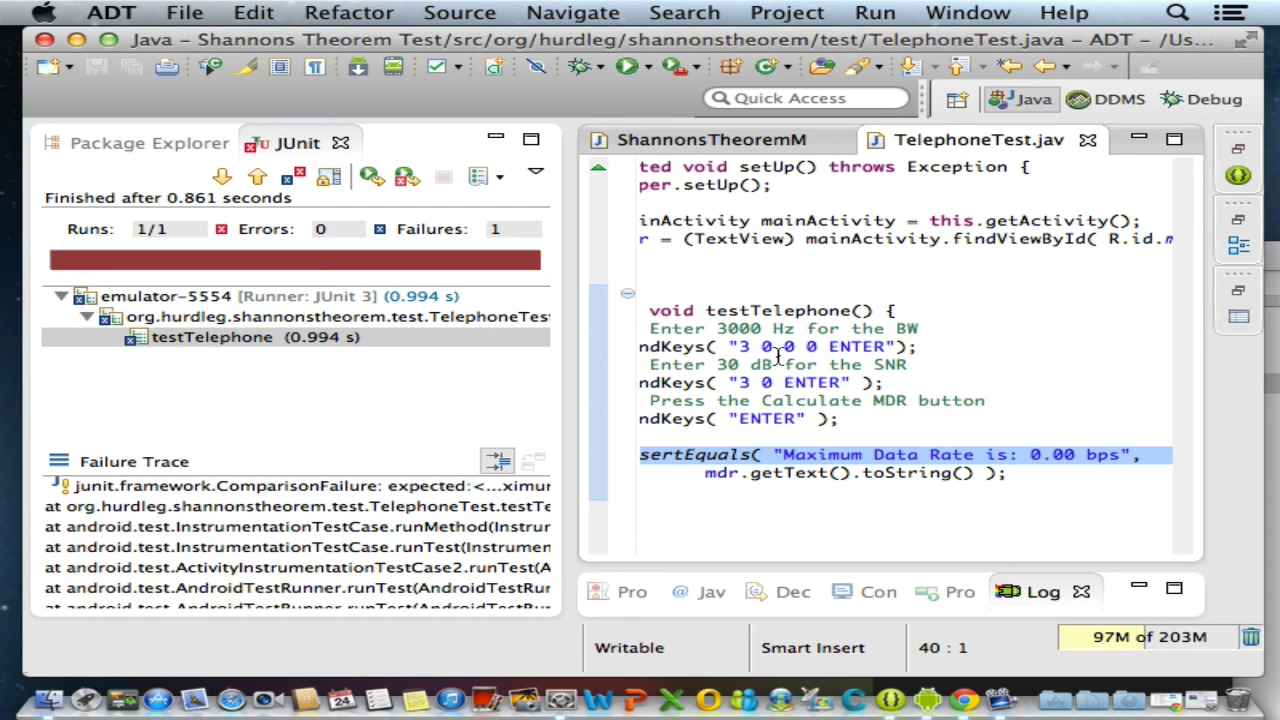 ADT File Edit Refactor Source Navigate Search Project Run Window Help
Java – Shannons Theorem Test/src/org/hurdleg/shannonstheorem/test/TelephoneTest.java – ADT – /Us...
Quick Access
Java DDMS Debug
Package Explorer JUnit
ShannonsTheoremM TelephoneTest.jav
Finished after 0.861 seconds
Runs: 1/1 Errors: 0 Failures: 1
emulator-5554 [Runner: JUnit 3] (0.994 s)
org.hurdleg.shannonstheorem.test.TelephoneTest
testTelephone (0.994 s)
Failure Trace
junit.framework.ComparisonFailure: expected:<...ximur
at org.hurdleg.shannonstheorem.test.TelephoneTest.testTe
at android.test.InstrumentationTestCase.runMethod(Instrur
at android.test.InstrumentationTestCase.runTest(Instrumen
at android.test.ActivityInstrumentationTestCase2.runTest(A
at android.test.AndroidTestRunner.runTest(AndroidTestRun
at android.test.AndroidTestRunner.runTest(AndroidTestRun
ted void setUp() throws Exception {
per.setUp();
inActivity mainActivity = this.getActivity();
r = (TextView) mainActivity.findViewById( R.id.m
void testTelephone() {
Enter 3000 Hz for the BW
ndKeys( "3 0 0 0 ENTER");
Enter 30 dB for the SNR
ndKeys( "3 0 ENTER" );
Press the Calculate MDR button
ndKeys( "ENTER" );
sertEquals( "Maximum Data Rate is: 0.00 bps",
mdr.getText().toString() );
Pro @ Jav Dec Con Pro Log
Writable Smart Insert 40 : 1 97M of 203M